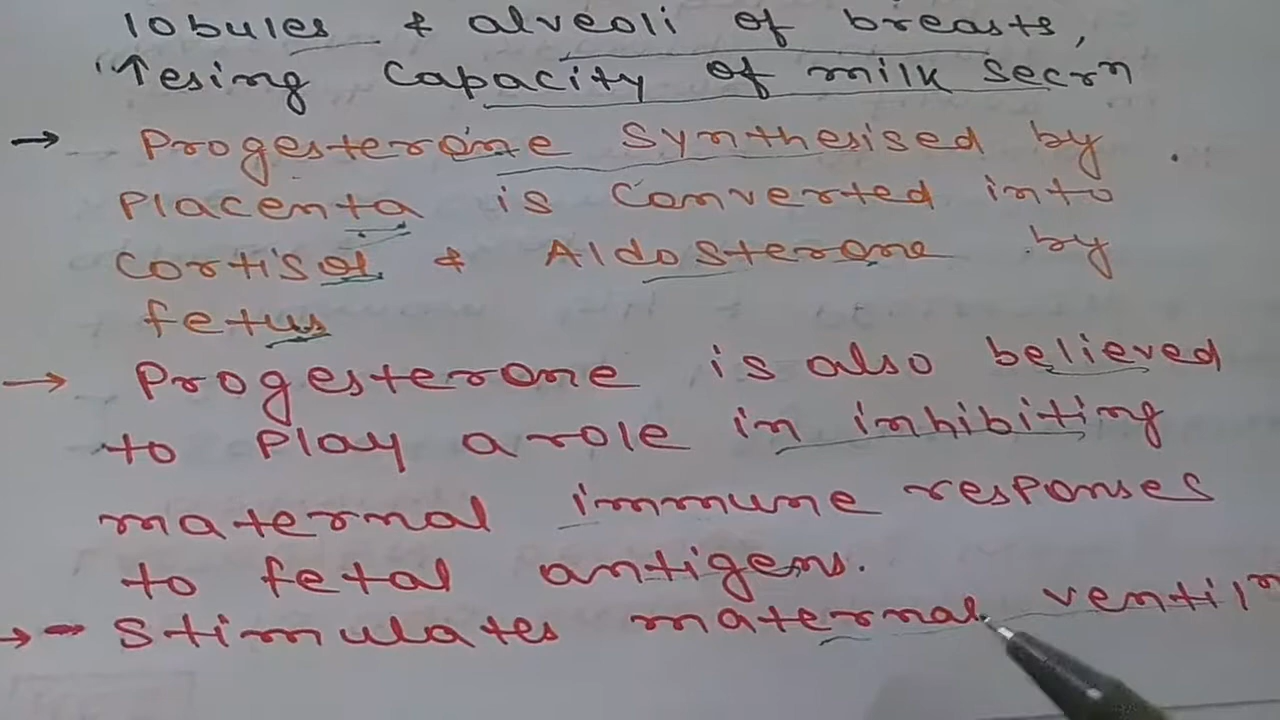 lobules & alveoli of breasts,
↑esing capacity of milk secrn
→ Progesterone synthesised by
Placenta is converted into
cortisol & Aldosterone by
fetus
→ Progesterone is also believed
to play a role in inhibiting
maternal immune responses
to fetal antigens.
→ - Stimulates maternal ventiln